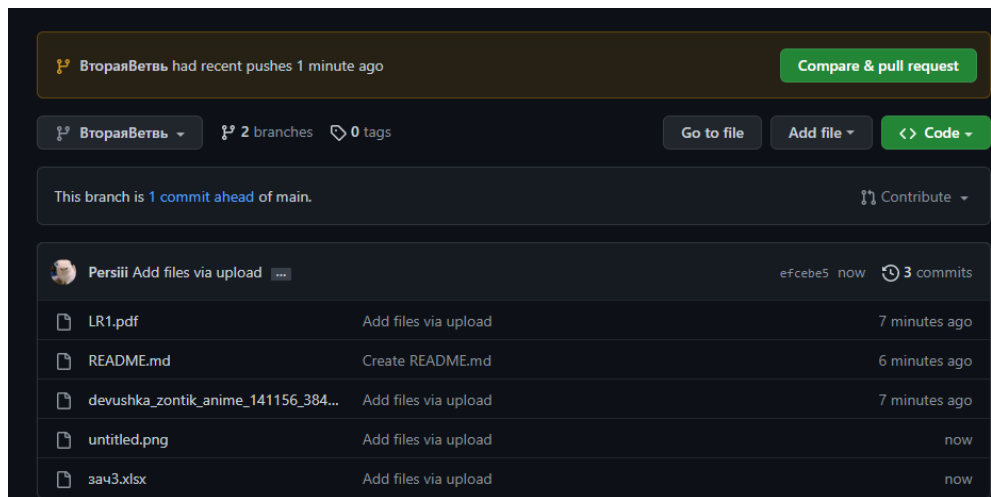 ВтораяВетвь had recent pushes 1 minute ago Compare & pull request
ВтораяВетвь 2 branches 0 tags Go to file Add file <> Code
This branch is 1 commit ahead of main. Contribute
Persiii Add files via upload ... efcebe5 now 3 commits
LR1.pdf Add files via upload 7 minutes ago
README.md Create README.md 6 minutes ago
devushka_zontik_anime_141156_384... Add files via upload 7 minutes ago
untitled.png Add files via upload now
зач3.xlsx Add files via upload now